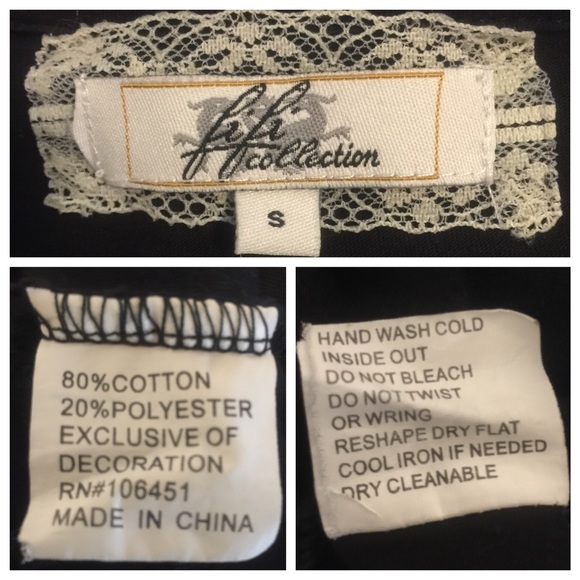 fifi
collection
S
80%COTTON
20%POLYESTER
EXCLUSIVE OF
DECORATION
RN#106451
MADE IN CHINA
HAND WASH COLD
INSIDE OUT
DO NOT BLEACH
DO NOT TWIST
OR WRING
RESHAPE DRY FLAT
COOL IRON IF NEEDED
DRY CLEANABLE